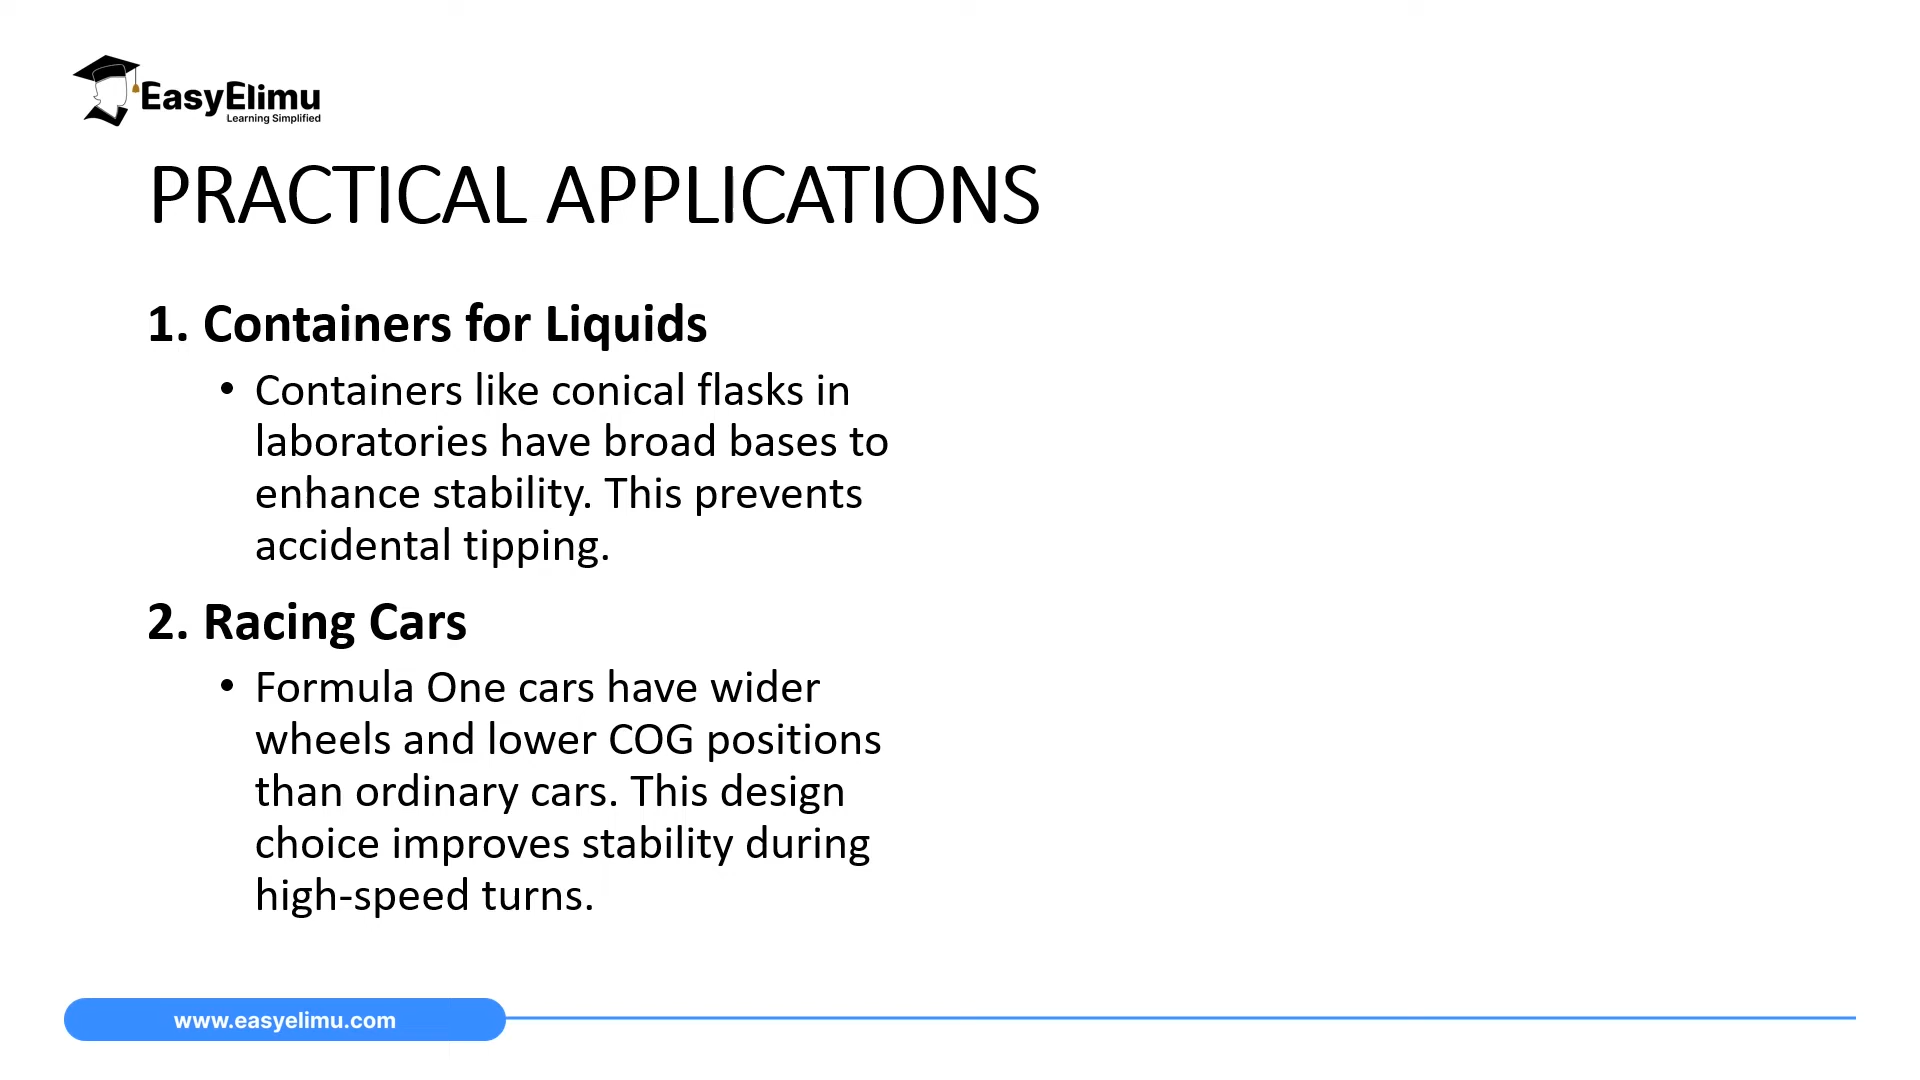 EasyElimu
Learning Simplified
PRACTICAL APPLICATIONS
1. Containers for Liquids
• Containers like conical flasks in
laboratories have broad bases to
enhance stability. This prevents
accidental tipping.
2. Racing Cars
• Formula One cars have wider
wheels and lower COG positions
than ordinary cars. This design
choice improves stability during
high-speed turns.
www.easyelimu.com